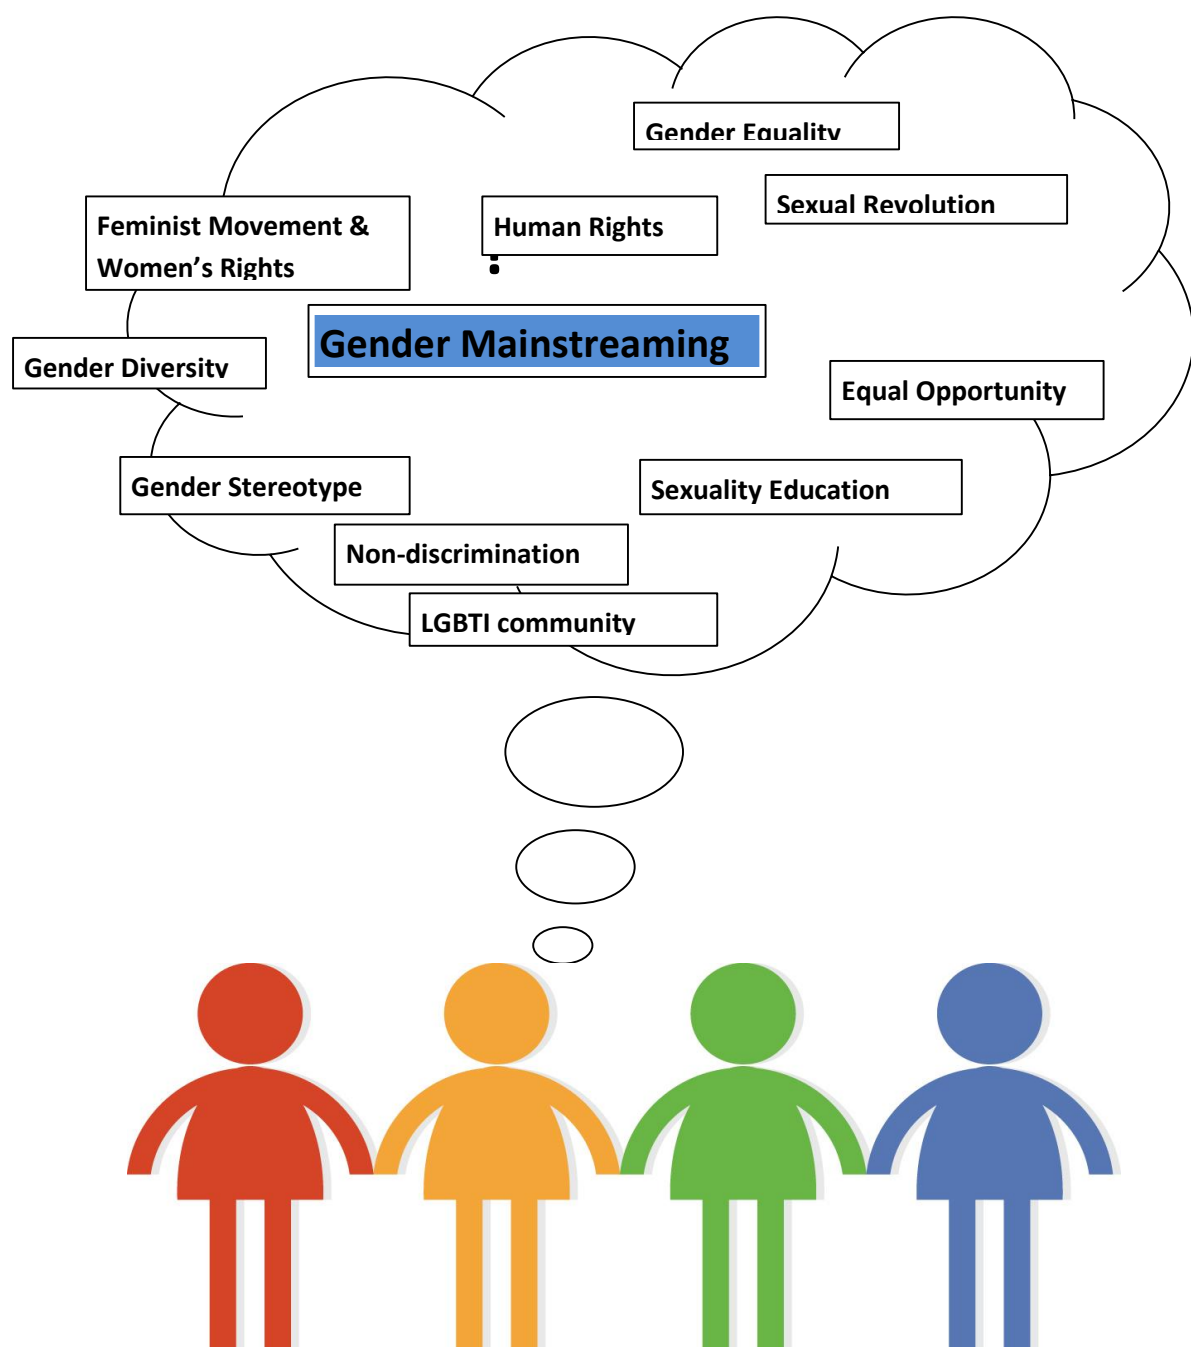 Gender Equality
Sexual Revolution
Feminist Movement &
Women’s Rights
Human Rights
:
Gender Mainstreaming
Gender Diversity
Equal Opportunity
Gender Stereotype
Sexuality Education
Non-discrimination
LGBTI community